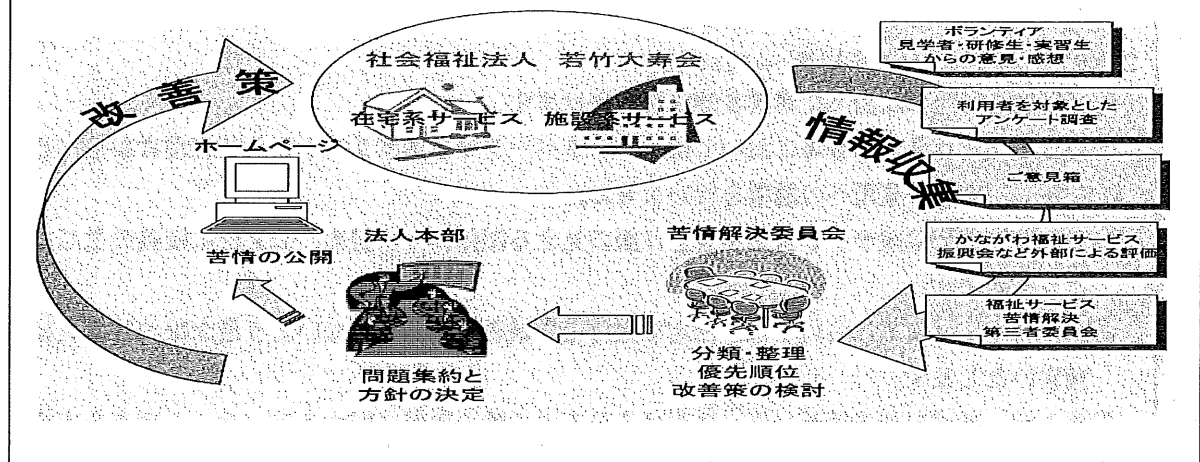 社会福祉法人 若竹大寿会
在宅系サービス 施設系サービス
改善策
ホームページ
苦情の公開
法人本部
問題集約と
方針の決定
苦情解決委員会
分類・整理
優先順位
改善策の検討
情報収集
ボランティア
見学者・研修生・実習生
からの意見・感想
利用者を対象とした
アンケート調査
ご意見箱
かながわ福祉サービス
振興会など外部による評価
福祉サービス
苦情解決
第三者委員会